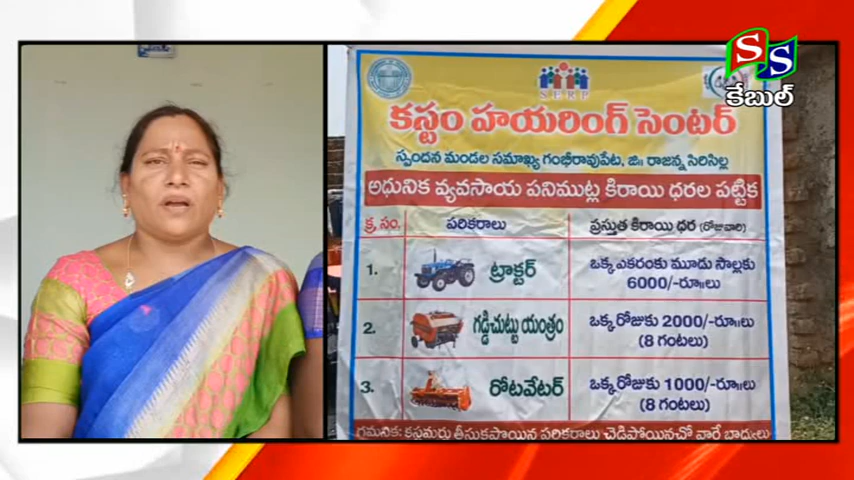 SS
కేబుల్
SERP
కస్టం హయరింగ్ సెంటర్
స్పందన మండల సమాఖ్య గంభీరావుపేట, జి॥ రాజన్న సిరిసిల్ల
అధునిక వ్యవసాయ పనిముట్ల కిరాయి ధరల పట్టిక
క్ర.సం. పరికరాలు ప్రస్తుత కిరాయి ధర (రోజువారి)
1. ట్రాక్టర్ ఒక్క ఎకరంకు మూడు సాల్లకు
6000/-రూ॥లు
2. గడ్డిచుట్టు యంత్రం ఒక్కరోజుకు 2000/-రూ॥లు
(8 గంటలు)
3. రోటవేటర్ ఒక్కరోజుకు 1000/-రూ॥లు
(8 గంటలు)
గమనిక: కస్టమరు తీసుకపోయిన పరికరాలు చెడిపోయినచో వారే బాధ్యులు